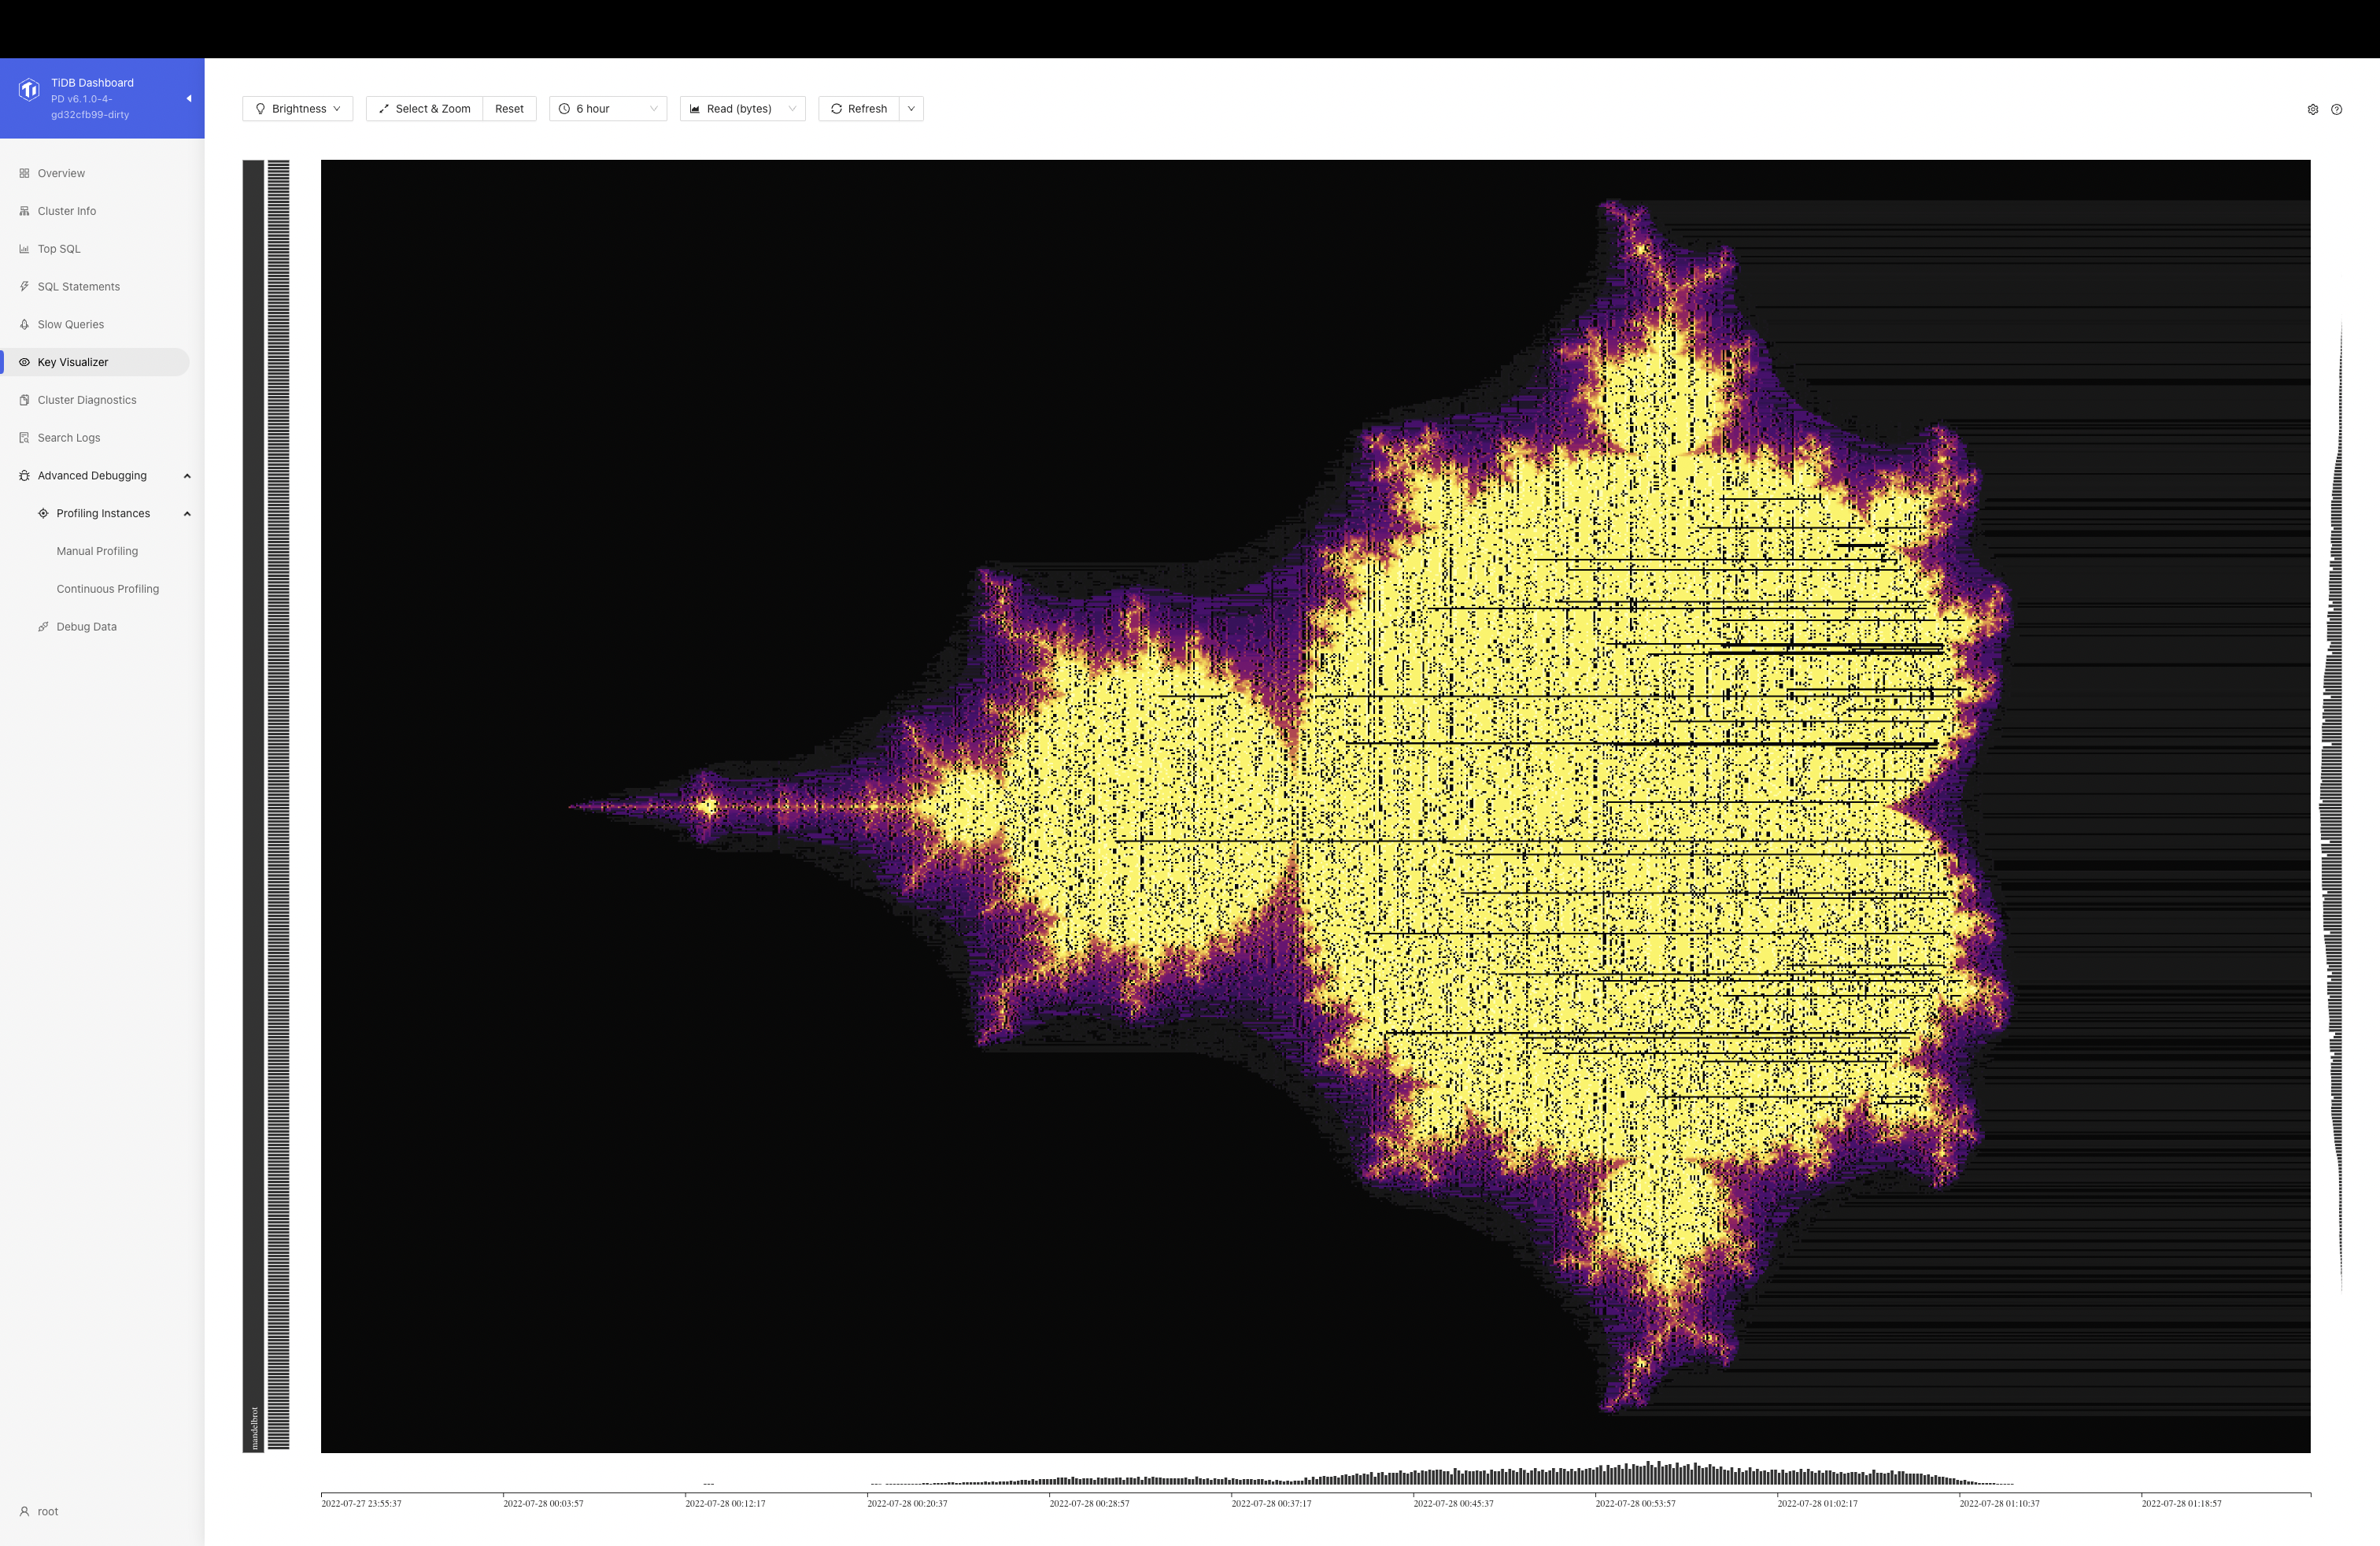 TiDB Dashboard
PD v6.1.0-4-
gd32cfb99-dirty
Brightness
Select & Zoom
Reset
6 hour
Read (bytes)
Refresh
Overview
Cluster Info
Top SQL
SQL Statements
Slow Queries
Key Visualizer
Cluster Diagnostics
Search Logs
Advanced Debugging
Profiling Instances
Manual Profiling
Continuous Profiling
Debug Data
root
mandelbrot
2022-07-27 23:55:37
2022-07-28 00:03:57
2022-07-28 00:12:17
2022-07-28 00:20:37
2022-07-28 00:28:57
2022-07-28 00:37:17
2022-07-28 00:45:37
2022-07-28 00:53:57
2022-07-28 01:02:17
2022-07-28 01:10:37
2022-07-28 01:18:57